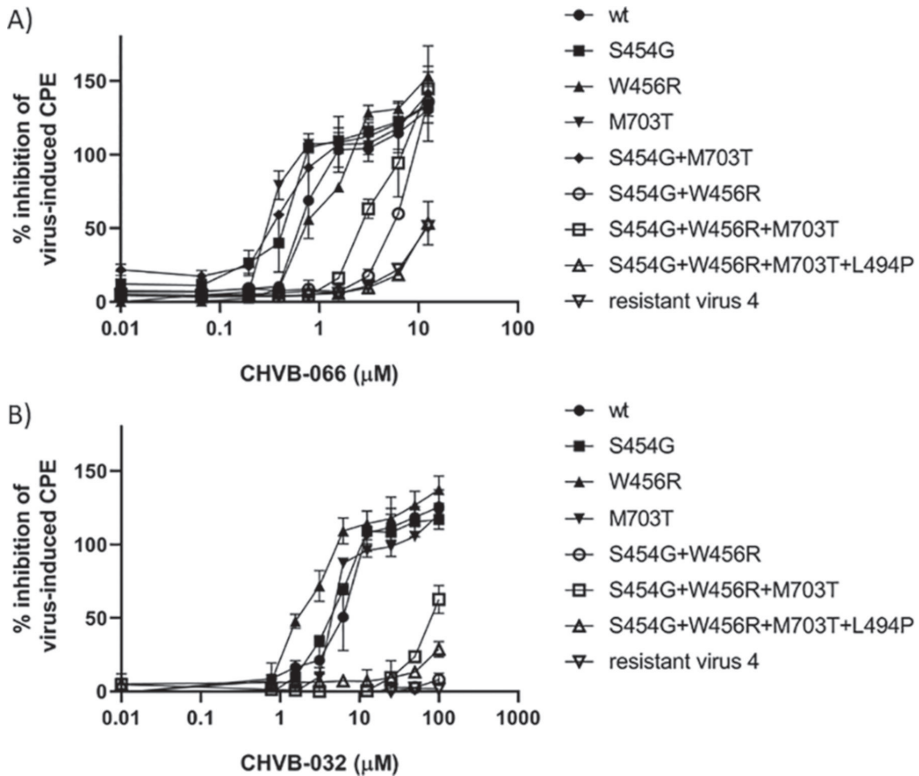 A)
% inhibition of
virus-induced CPE
150
100
50
0
0.01 0.1 1 10 100
CHVB-066 (µM)
wt
S454G
W456R
M703T
S454G+M703T
S454G+W456R
S454G+W456R+M703T
S454G+W456R+M703T+L494P
resistant virus 4
B)
% inhibition of
virus-induced CPE
150
100
50
0
0.01 0.1 1 10 100 1000
CHVB-032 (µM)
wt
S454G
W456R
M703T
S454G+W456R
S454G+W456R+M703T
S454G+W456R+M703T+L494P
resistant virus 4